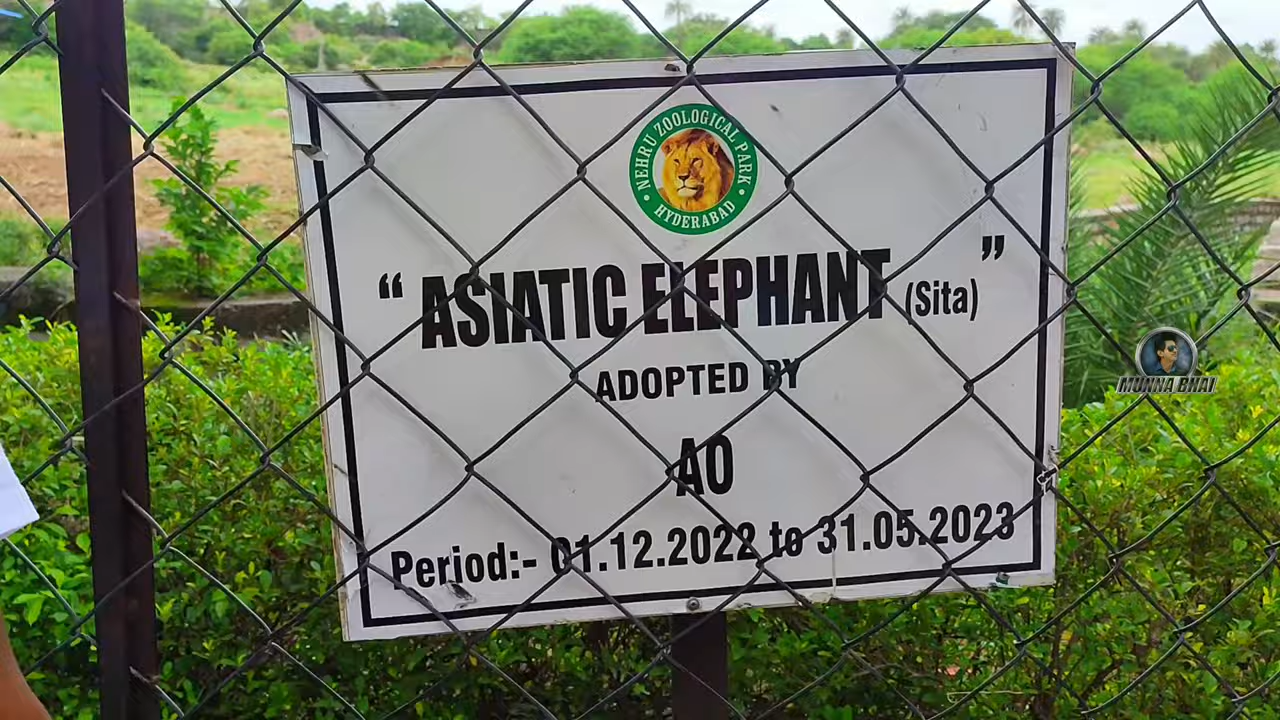 NEHRU ZOOLOGICAL PARK
• HYDERABAD •
“ ASIATIC ELEPHANT (Sita) ”
ADOPTED BY
AO
Period:- 01.12.2022 to 31.05.2023
MUNNA BHAI